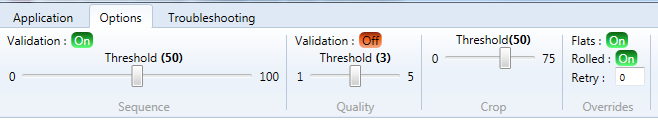 Application Options Troubleshooting
Validation : On
Threshold (50)
0 100
Sequence
Validation : Off
Threshold (3)
1 5
Quality
Threshold(50)
0 75
Crop
Flats : On
Rolled : On
Retry : 0
Overrides